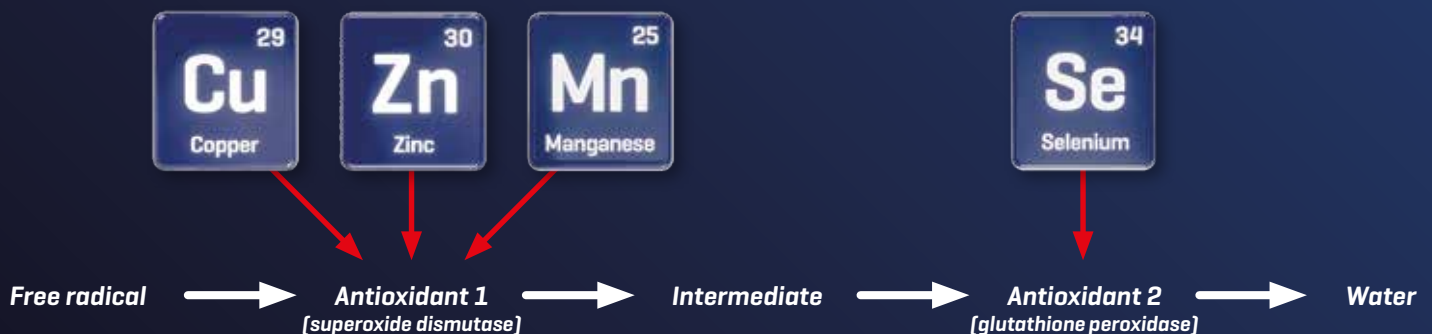 29
Cu
Copper
30
Zn
Zinc
25
Mn
Manganese
34
Se
Selenium
Free radical
Antioxidant 1
(superoxide dismutase)
Intermediate
Antioxidant 2
(glutathione peroxidase)
Water